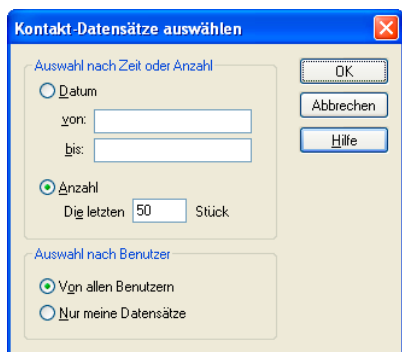 Kontakt-Datensätze auswählen
Auswahl nach Zeit oder Anzahl
Datum
von:
bis:
Anzahl
Die letzten 50 Stück
OK
Abbrechen
Hilfe
Auswahl nach Benutzer
Von allen Benutzern
Nur meine Datensätze